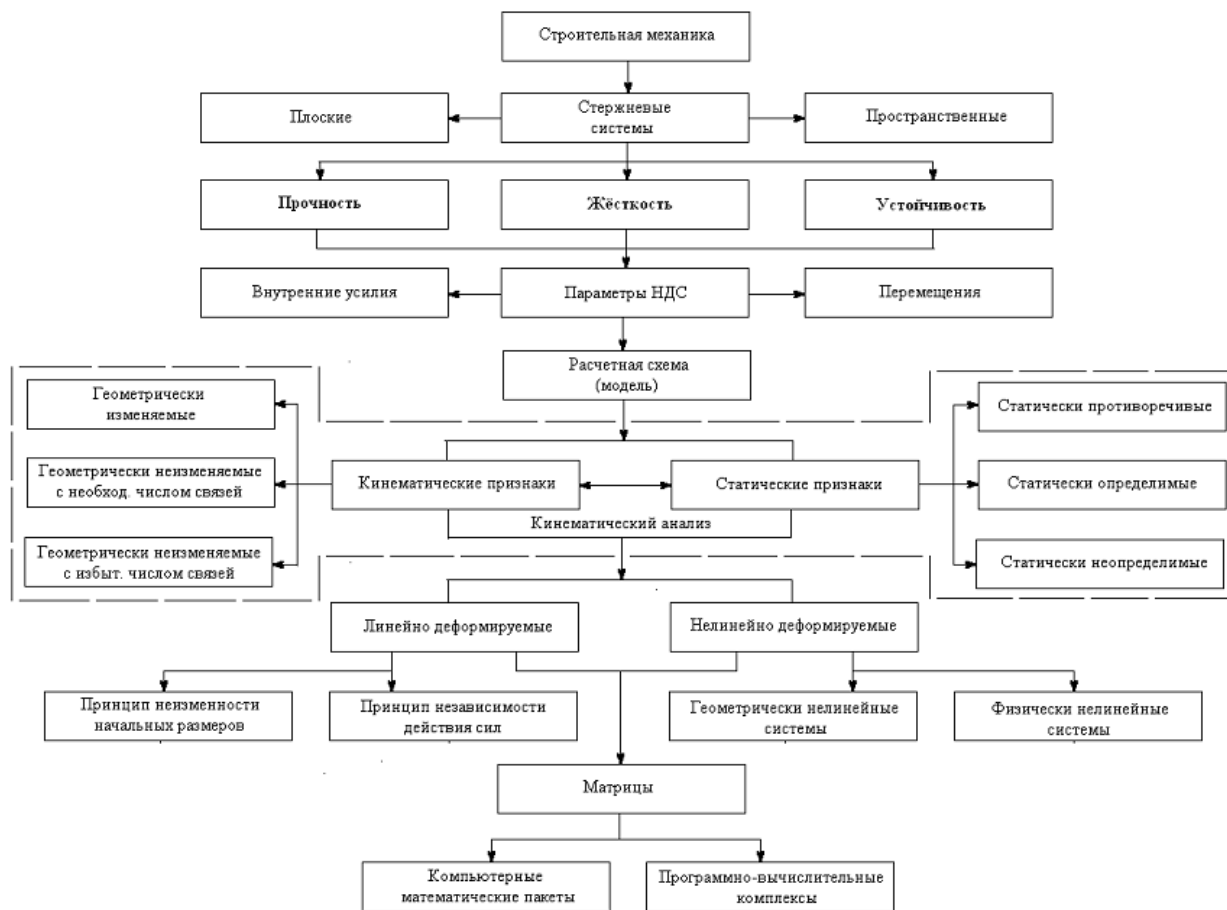 Строительная механика
Плоские
Стержневые
системы
Пространственные
Прочность
Жёсткость
Устойчивость
Внутренние усилия
Параметры НДС
Перемещения
Расчетная схема
(модель)
Геометрически
изменяемые
Статически противоречивые
Геометрически неизменяемые
с необход. числом связей
Кинематические признаки
Статические признаки
Статически определимые
Кинематический анализ
Геометрически неизменяемые
с избыт. числом связей
Статически неопределимые
Линейно деформируемые
Нелинейно деформируемые
Принцип неизменности
начальных размеров
Принцип независимости
действия сил
Геометрически нелинейные
системы
Физически нелинейные
системы
Матрицы
Компьютерные
математические пакеты
Программно-вычислительные
комплексы